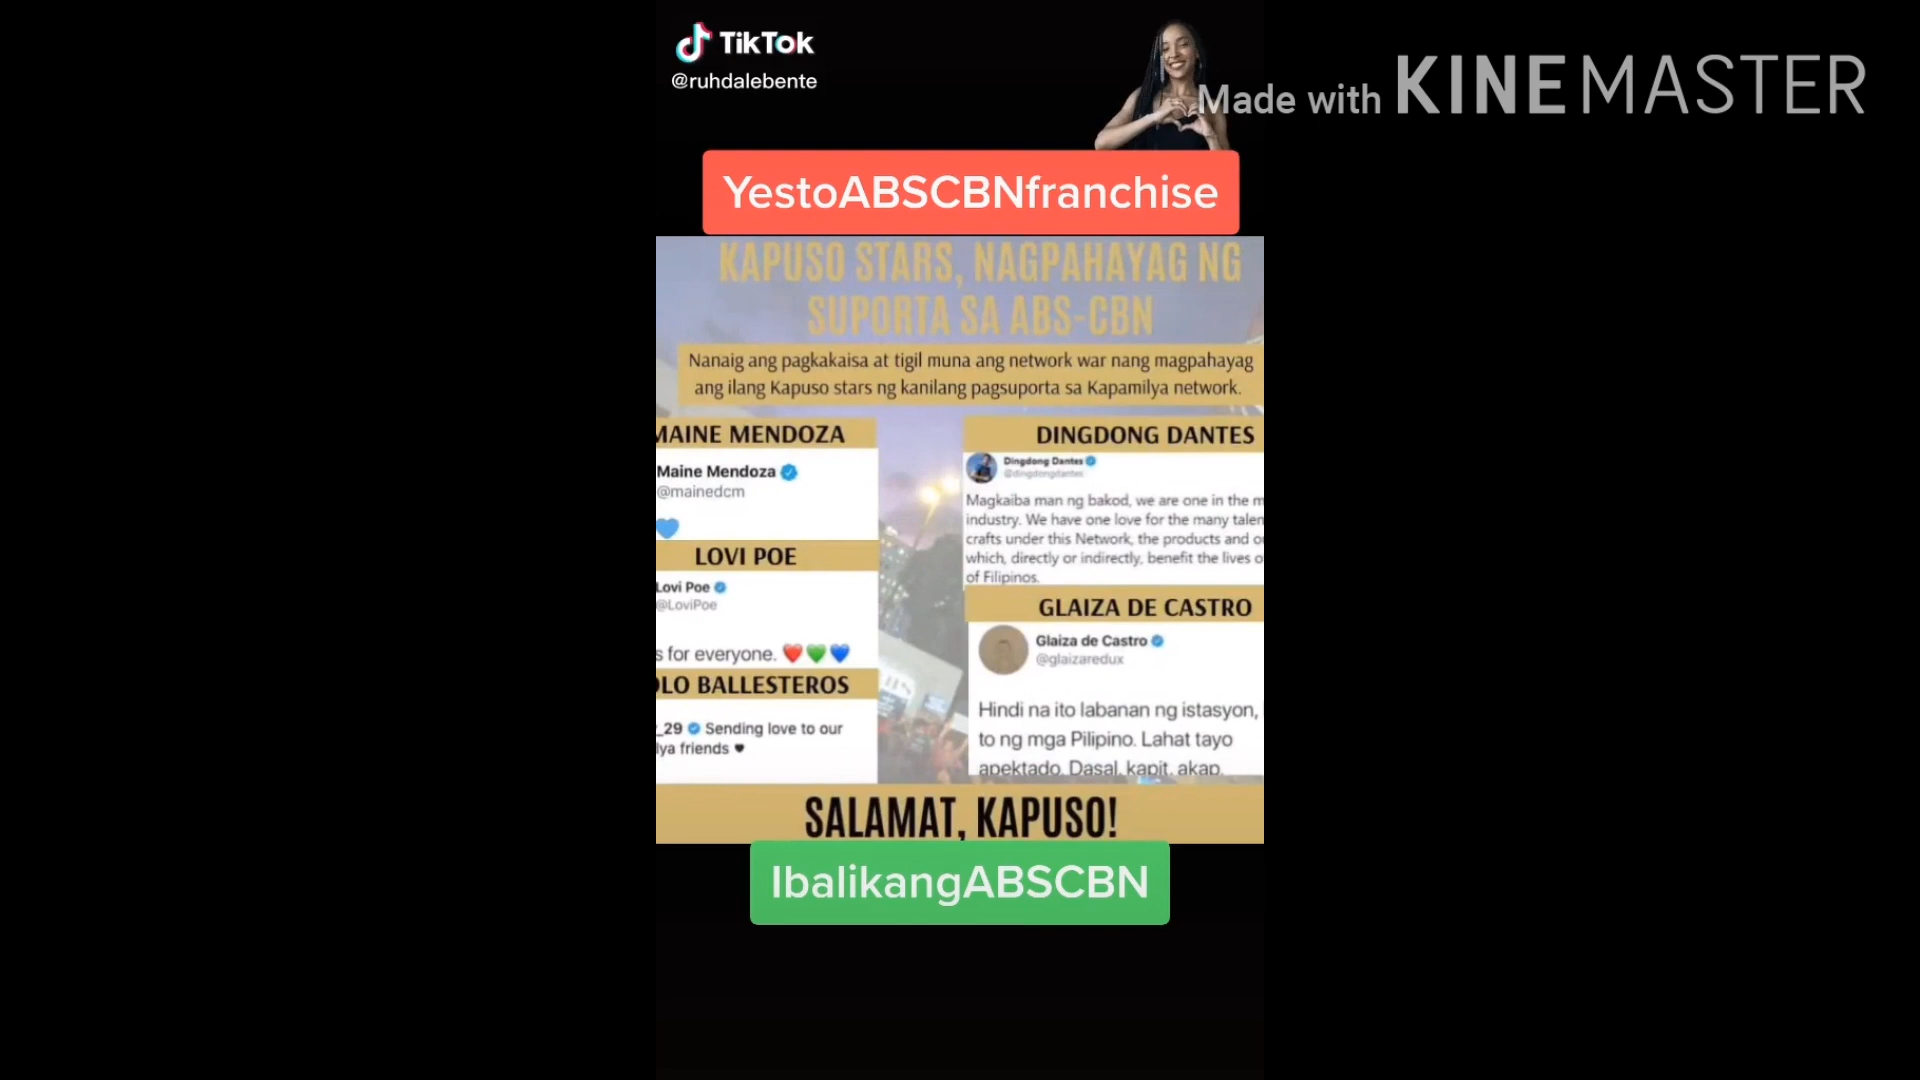 TikTok
@ruhdalebente
Made with KINEMASTER
YestoABSCBNfranchise
KAPUSO STARS, NAGPAHAYAG NG
SUPORTA SA ABS-CBN
Nanaig ang pagkakaisa at tigil muna ang network war nang magpahayag
ang ilang Kapuso stars ng kanilang pagsuporta sa Kapamilya network.
MAINE MENDOZA
Maine Mendoza
@mainedcm
💙
LOVI POE
Lovi Poe
@LoviPoe
s for everyone. ❤️💚💙
OLO BALLESTEROS
_29 Sending love to our
lya friends ♥
DINGDONG DANTES
Dingdong Dantes
@dingdongdantes
Magkaiba man ng bakod, we are one in the m
industry. We have one love for the many talen
crafts under this Network, the products and o
which, directly or indirectly, benefit the lives o
of Filipinos.
GLAIZA DE CASTRO
Glaiza de Castro
@glaizaredux
Hindi na ito labanan ng istasyon,
to ng mga Pilipino. Lahat tayo
apektado. Dasal, kapit, akap.
SALAMAT, KAPUSO!
IbalikangABSCBN